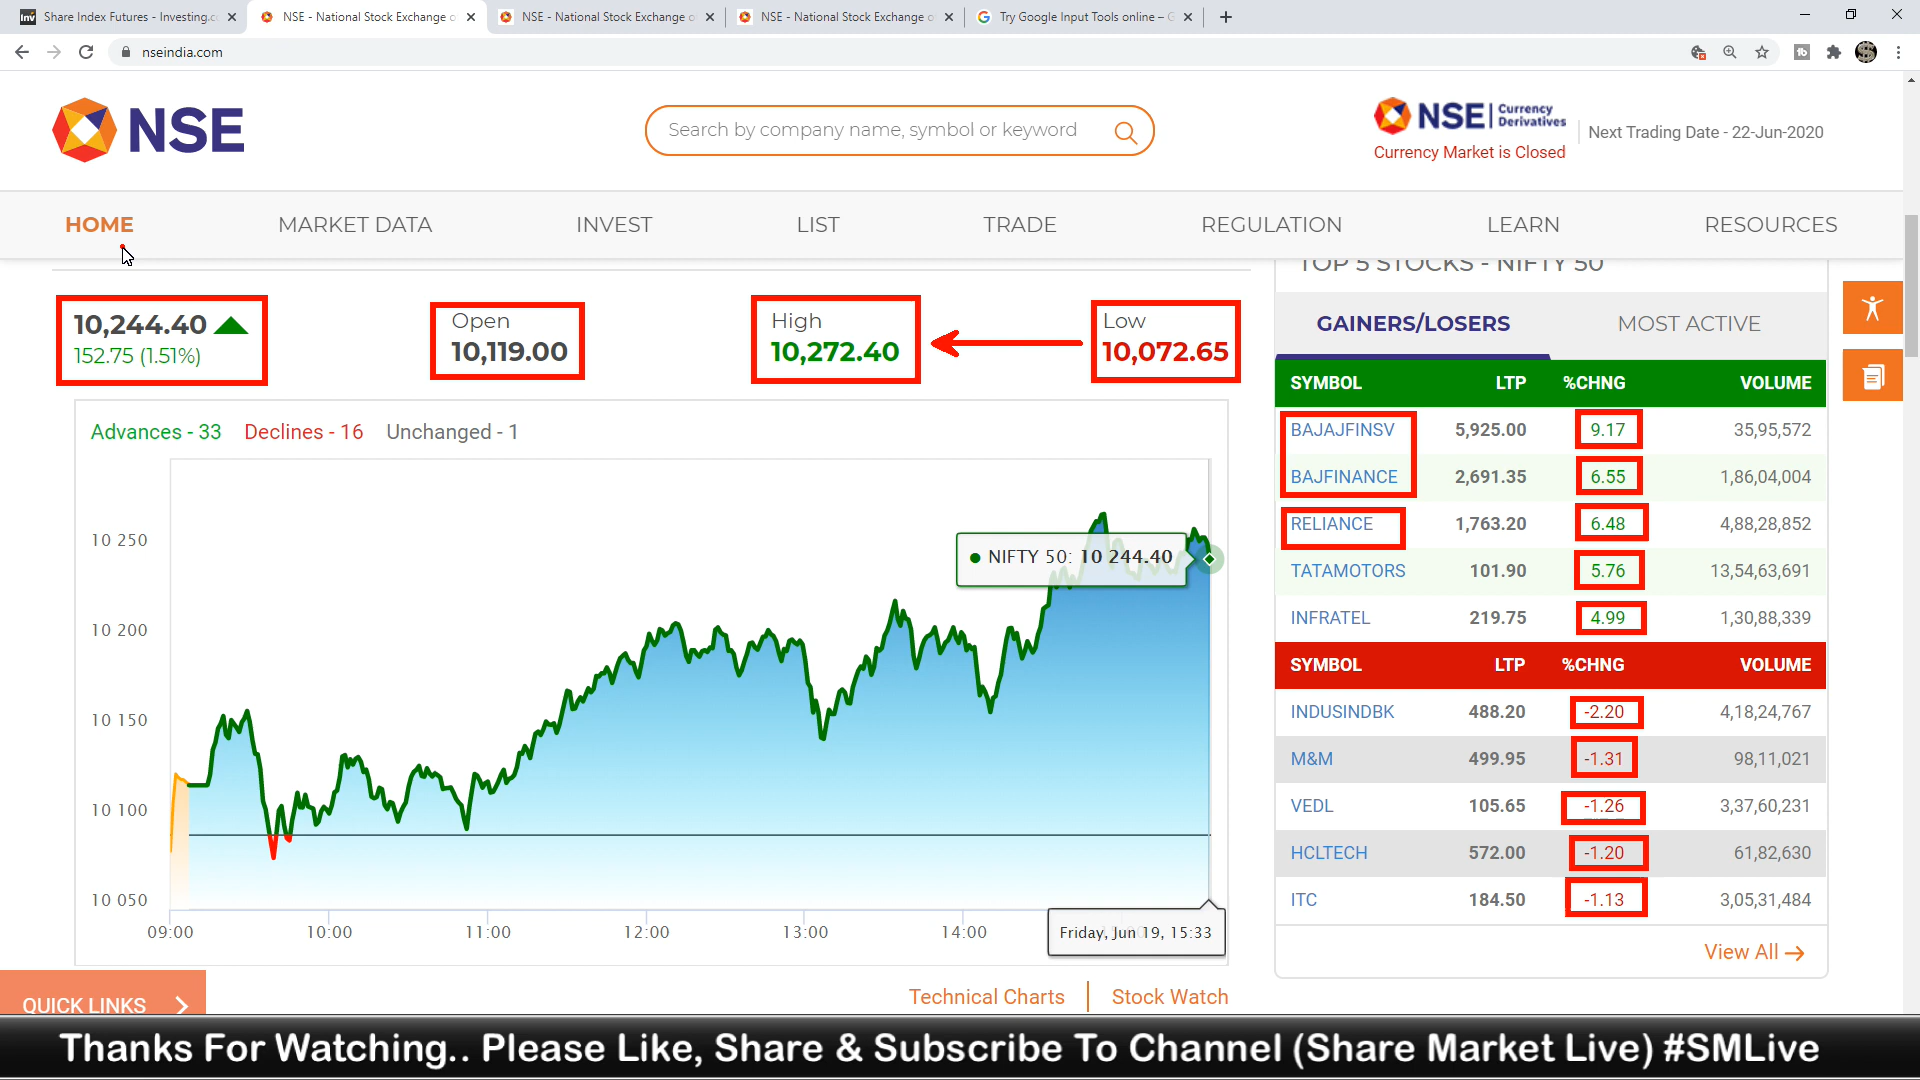 Share Index Futures - Investing.c
NSE - National Stock Exchange o
NSE - National Stock Exchange o
NSE - National Stock Exchange o
Try Google Input Tools online – G
nseindia.com
NSE
Search by company name, symbol or keyword
NSE Currency Derivatives
Next Trading Date - 22-Jun-2020
Currency Market is Closed
HOME MARKET DATA INVEST LIST TRADE REGULATION LEARN RESOURCES
TOP 5 STOCKS - NIFTY 50
10,244.40
152.75 (1.51%)
Open
10,119.00
High
10,272.40
Low
10,072.65
GAINERS/LOSERS MOST ACTIVE
Advances - 33 Declines - 16 Unchanged - 1
10 250
10 200
10 150
10 100
10 050
NIFTY 50: 10 244.40
09:00 10:00 11:00 12:00 13:00 14:00
Friday, Jun 19, 15:33
SYMBOL LTP %CHNG VOLUME
BAJAJFINSV 5,925.00 9.17 35,95,572
BAJFINANCE 2,691.35 6.55 1,86,04,004
RELIANCE 1,763.20 6.48 4,88,28,852
TATAMOTORS 101.90 5.76 13,54,63,691
INFRATEL 219.75 4.99 1,30,88,339
SYMBOL LTP %CHNG VOLUME
INDUSINDBK 488.20 -2.20 4,18,24,767
M&M 499.95 -1.31 98,11,021
VEDL 105.65 -1.26 3,37,60,231
HCLTECH 572.00 -1.20 61,82,630
ITC 184.50 -1.13 3,05,31,484
View All
Technical Charts Stock Watch
QUICK LINKS
Thanks For Watching.. Please Like, Share & Subscribe To Channel (Share Market Live) #SMLive